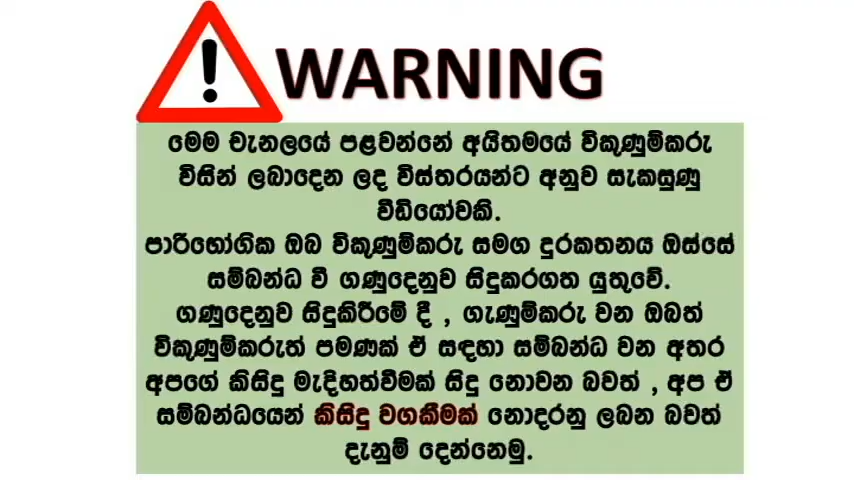 WARNING
මෙම චැනලයේ පළවන්නේ අයිතමයේ විකුණුම්කරු
විසින් ලබාදෙන ලද විස්තරයන්ට අනුව සැකසුණු
වීඩියෝවකි.
පාරිභෝගික ඔබ විකුණුම්කරු සමග දුරකතනය ඔස්සේ
සම්බන්ධ වී ගණුදෙනුව සිදුකරගත යුතුවේ.
ගණුදෙනුව සිදුකිරීමේ දී , ගැණුම්කරු වන ඔබත්
විකුණුම්කරුත් පමණක් ඒ සඳහා සම්බන්ධ වන අතර
අපගේ කිසිදු මැදිහත්වීමක් සිදු නොවන බවත් , අප ඒ
සම්බන්ධයෙන් කිසිදු වගකීමක් නොදරනු ලබන බවත්
දැනුම් දෙන්නෙමු.